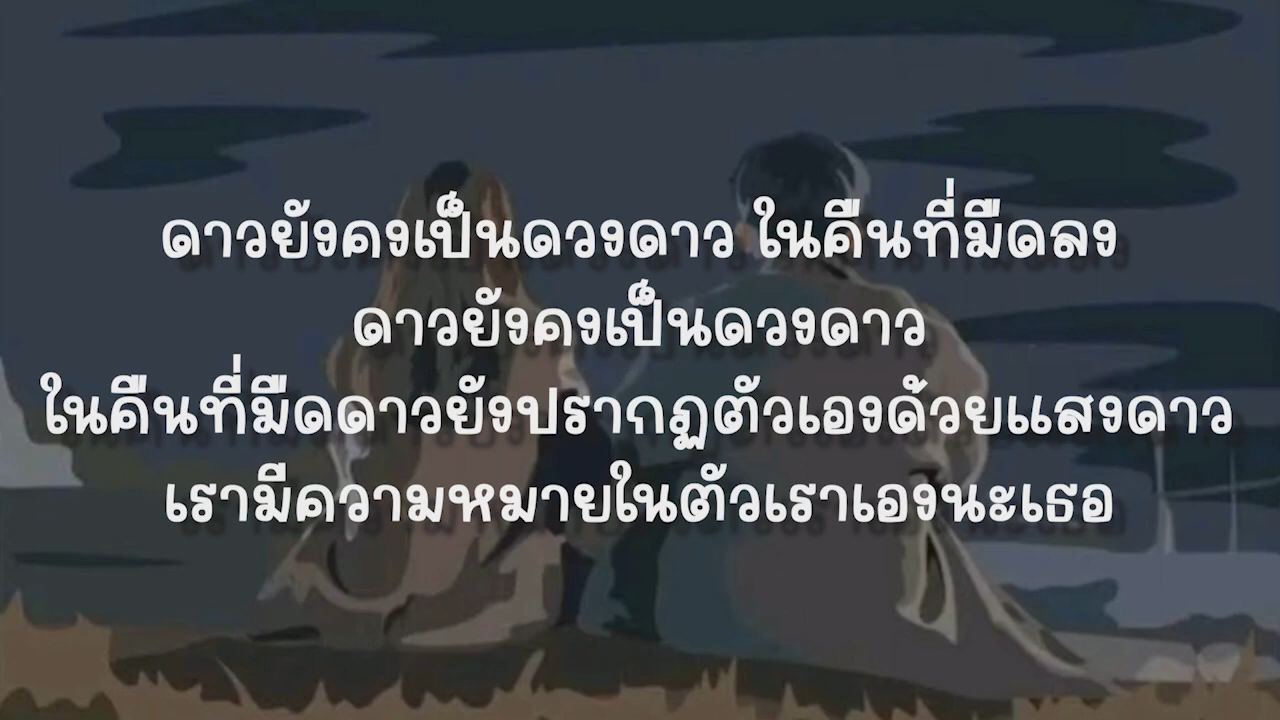 ดาวยังคงเป็นดวงดาว ในคืนที่มืดลง
ดาวยังคงเป็นดวงดาว
ในคืนที่มืดดาวยังปรากฏตัวเองด้วยแสงดาว
เรามีความหมายในตัวเราเองนะเธอ